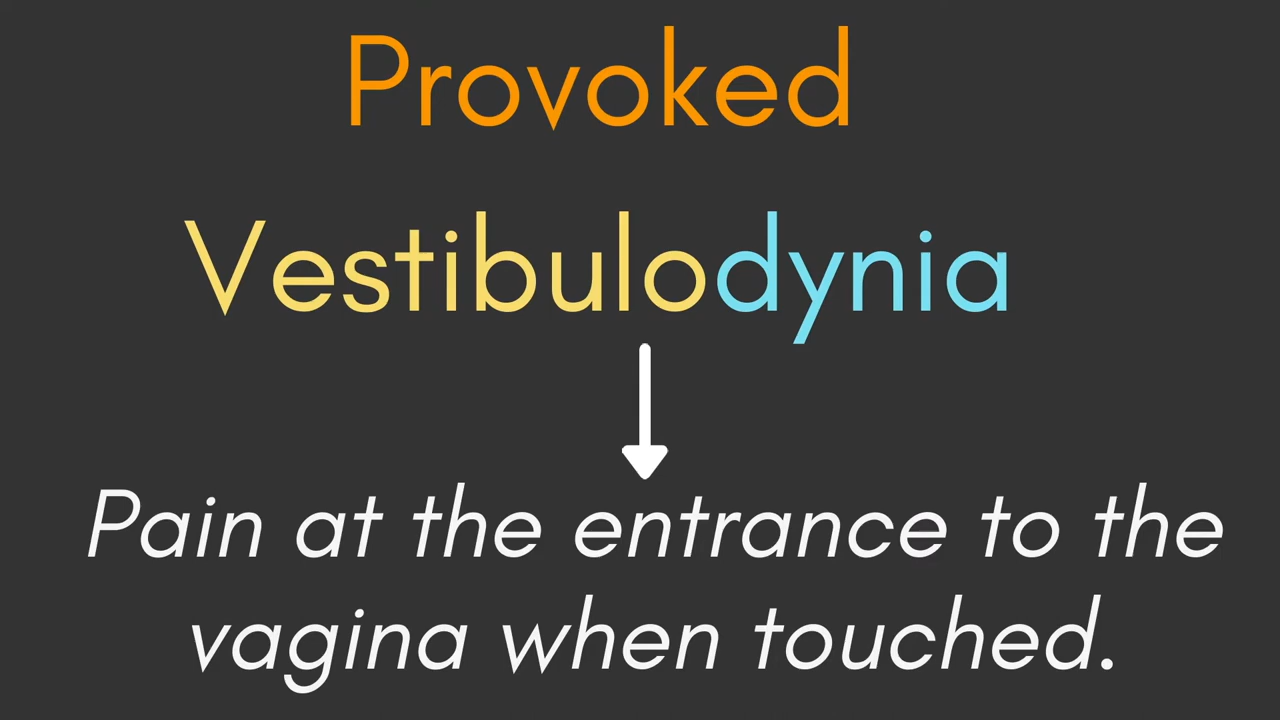 Provoked
Vestibulodynia
Pain at the entrance to the
vagina when touched.